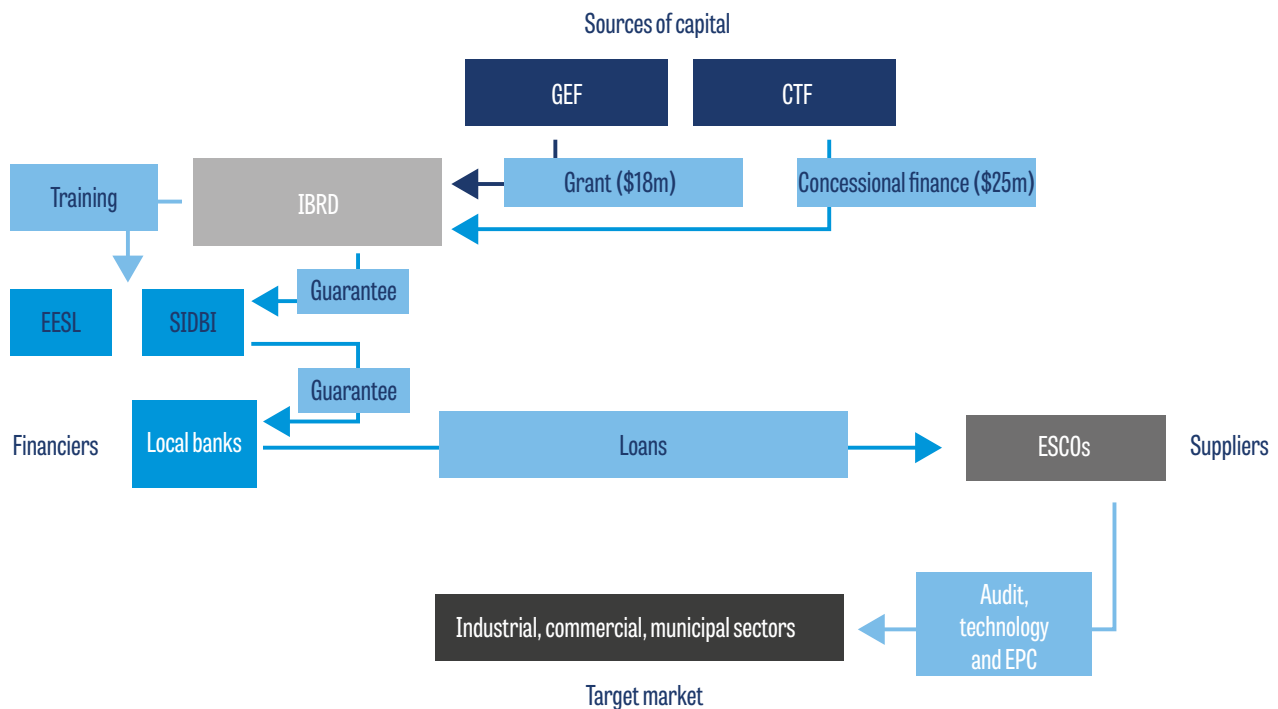 Sources of capital
GEF
CTF
Training
IBRD
Grant ($18m)
Concessional finance ($25m)
Guarantee
EESL
SIDBI
Guarantee
Financiers
Local banks
Loans
ESCOs
Suppliers
Industrial, commercial, municipal sectors
Audit,
technology
and EPC
Target market